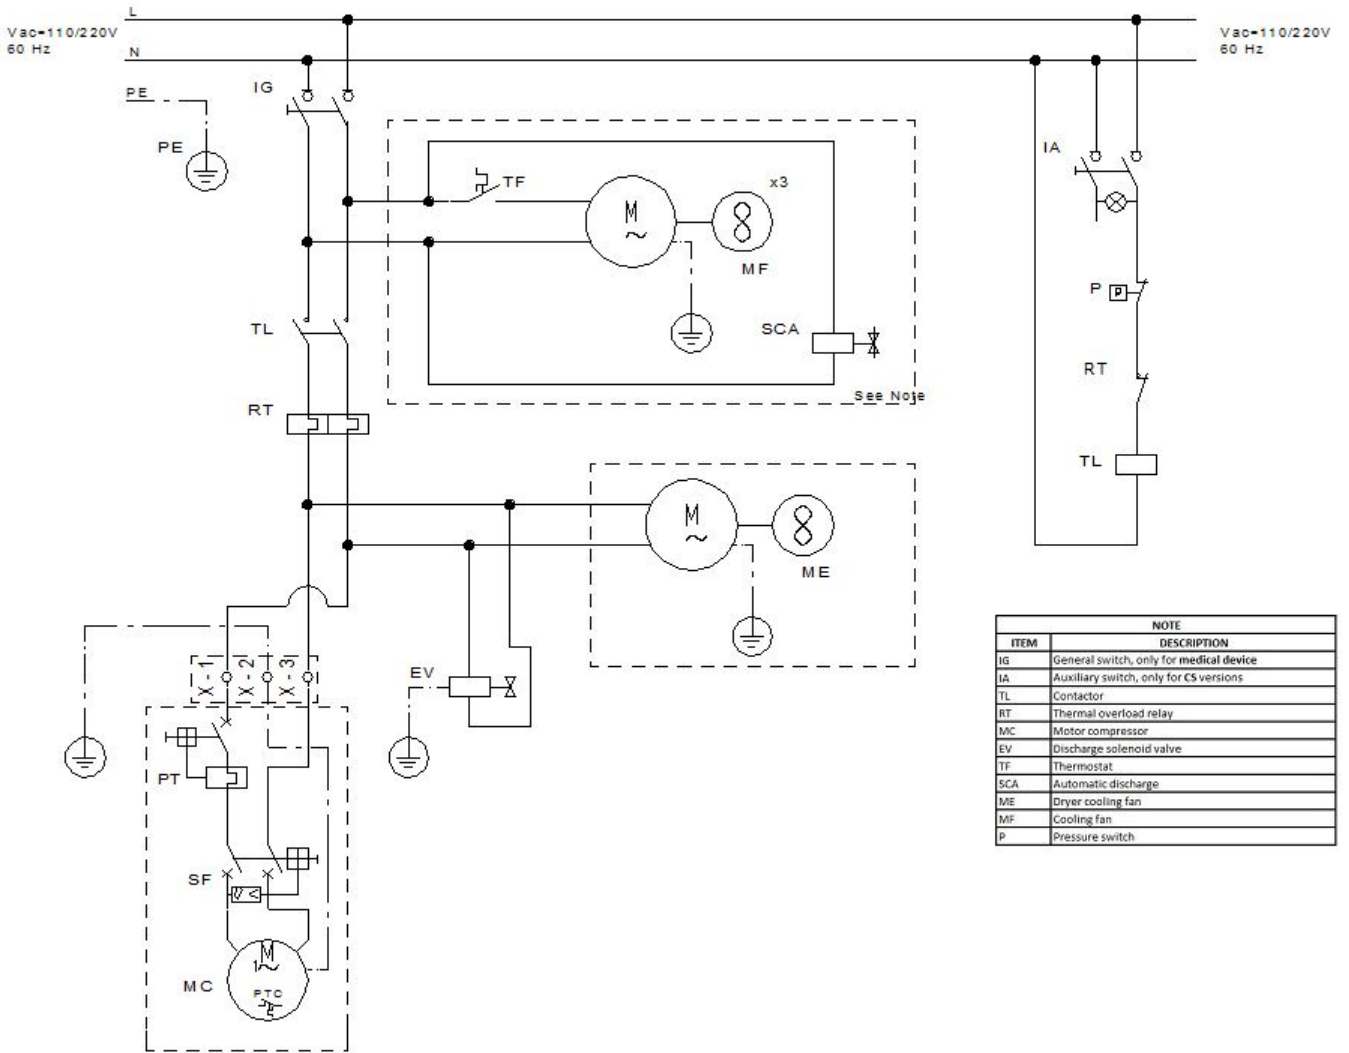 L
Vac=110/220V
60 Hz
N
Vac=110/220V
60 Hz
IG
PE
PE
IA
TF
x3
M
~
MF
P
P
TL
SCA
RT
See Note
RT
TL
M
~
ME
X-1
X-2
X-3
EV
PT
SF
M
1~
MC
PTC
NOTE
ITEM DESCRIPTION
IG General switch, only for medical device
IA Auxiliary switch, only for CS versions
TL Contactor
RT Thermal overload relay
MC Motor compressor
EV Discharge solenoid valve
TF Thermostat
SCA Automatic discharge
ME Dryer cooling fan
MF Cooling fan
P Pressure switch